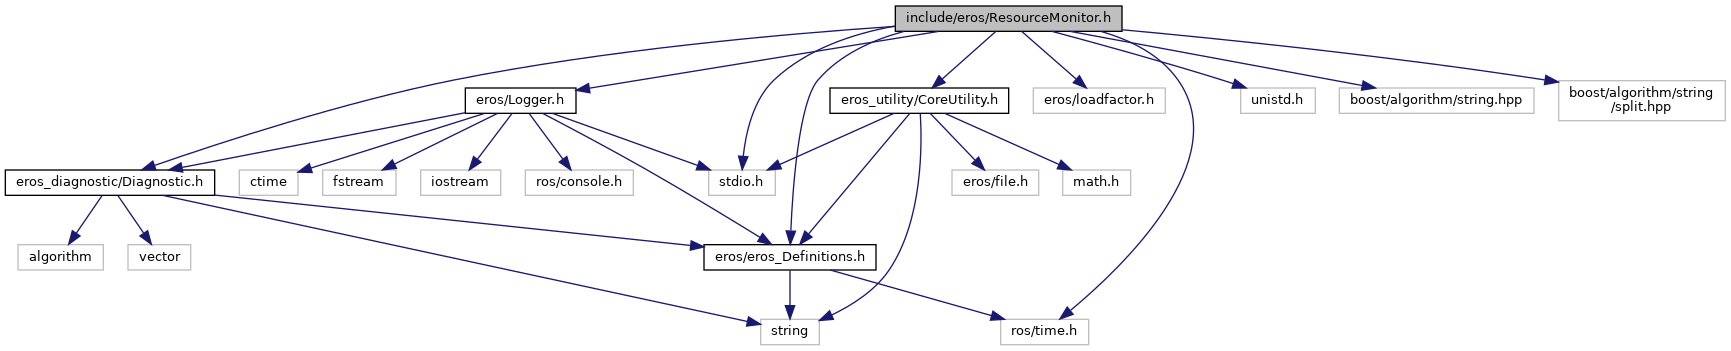 include/eros/ResourceMonitor.h
eros/Logger.h
eros_utility/CoreUtility.h
eros/loadfactor.h
unistd.h
boost/algorithm/string.hpp
boost/algorithm/string
/split.hpp
eros_diagnostic/Diagnostic.h
ctime
fstream
iostream
ros/console.h
stdio.h
eros/file.h
math.h
algorithm
vector
eros/eros_Definitions.h
string
ros/time.h